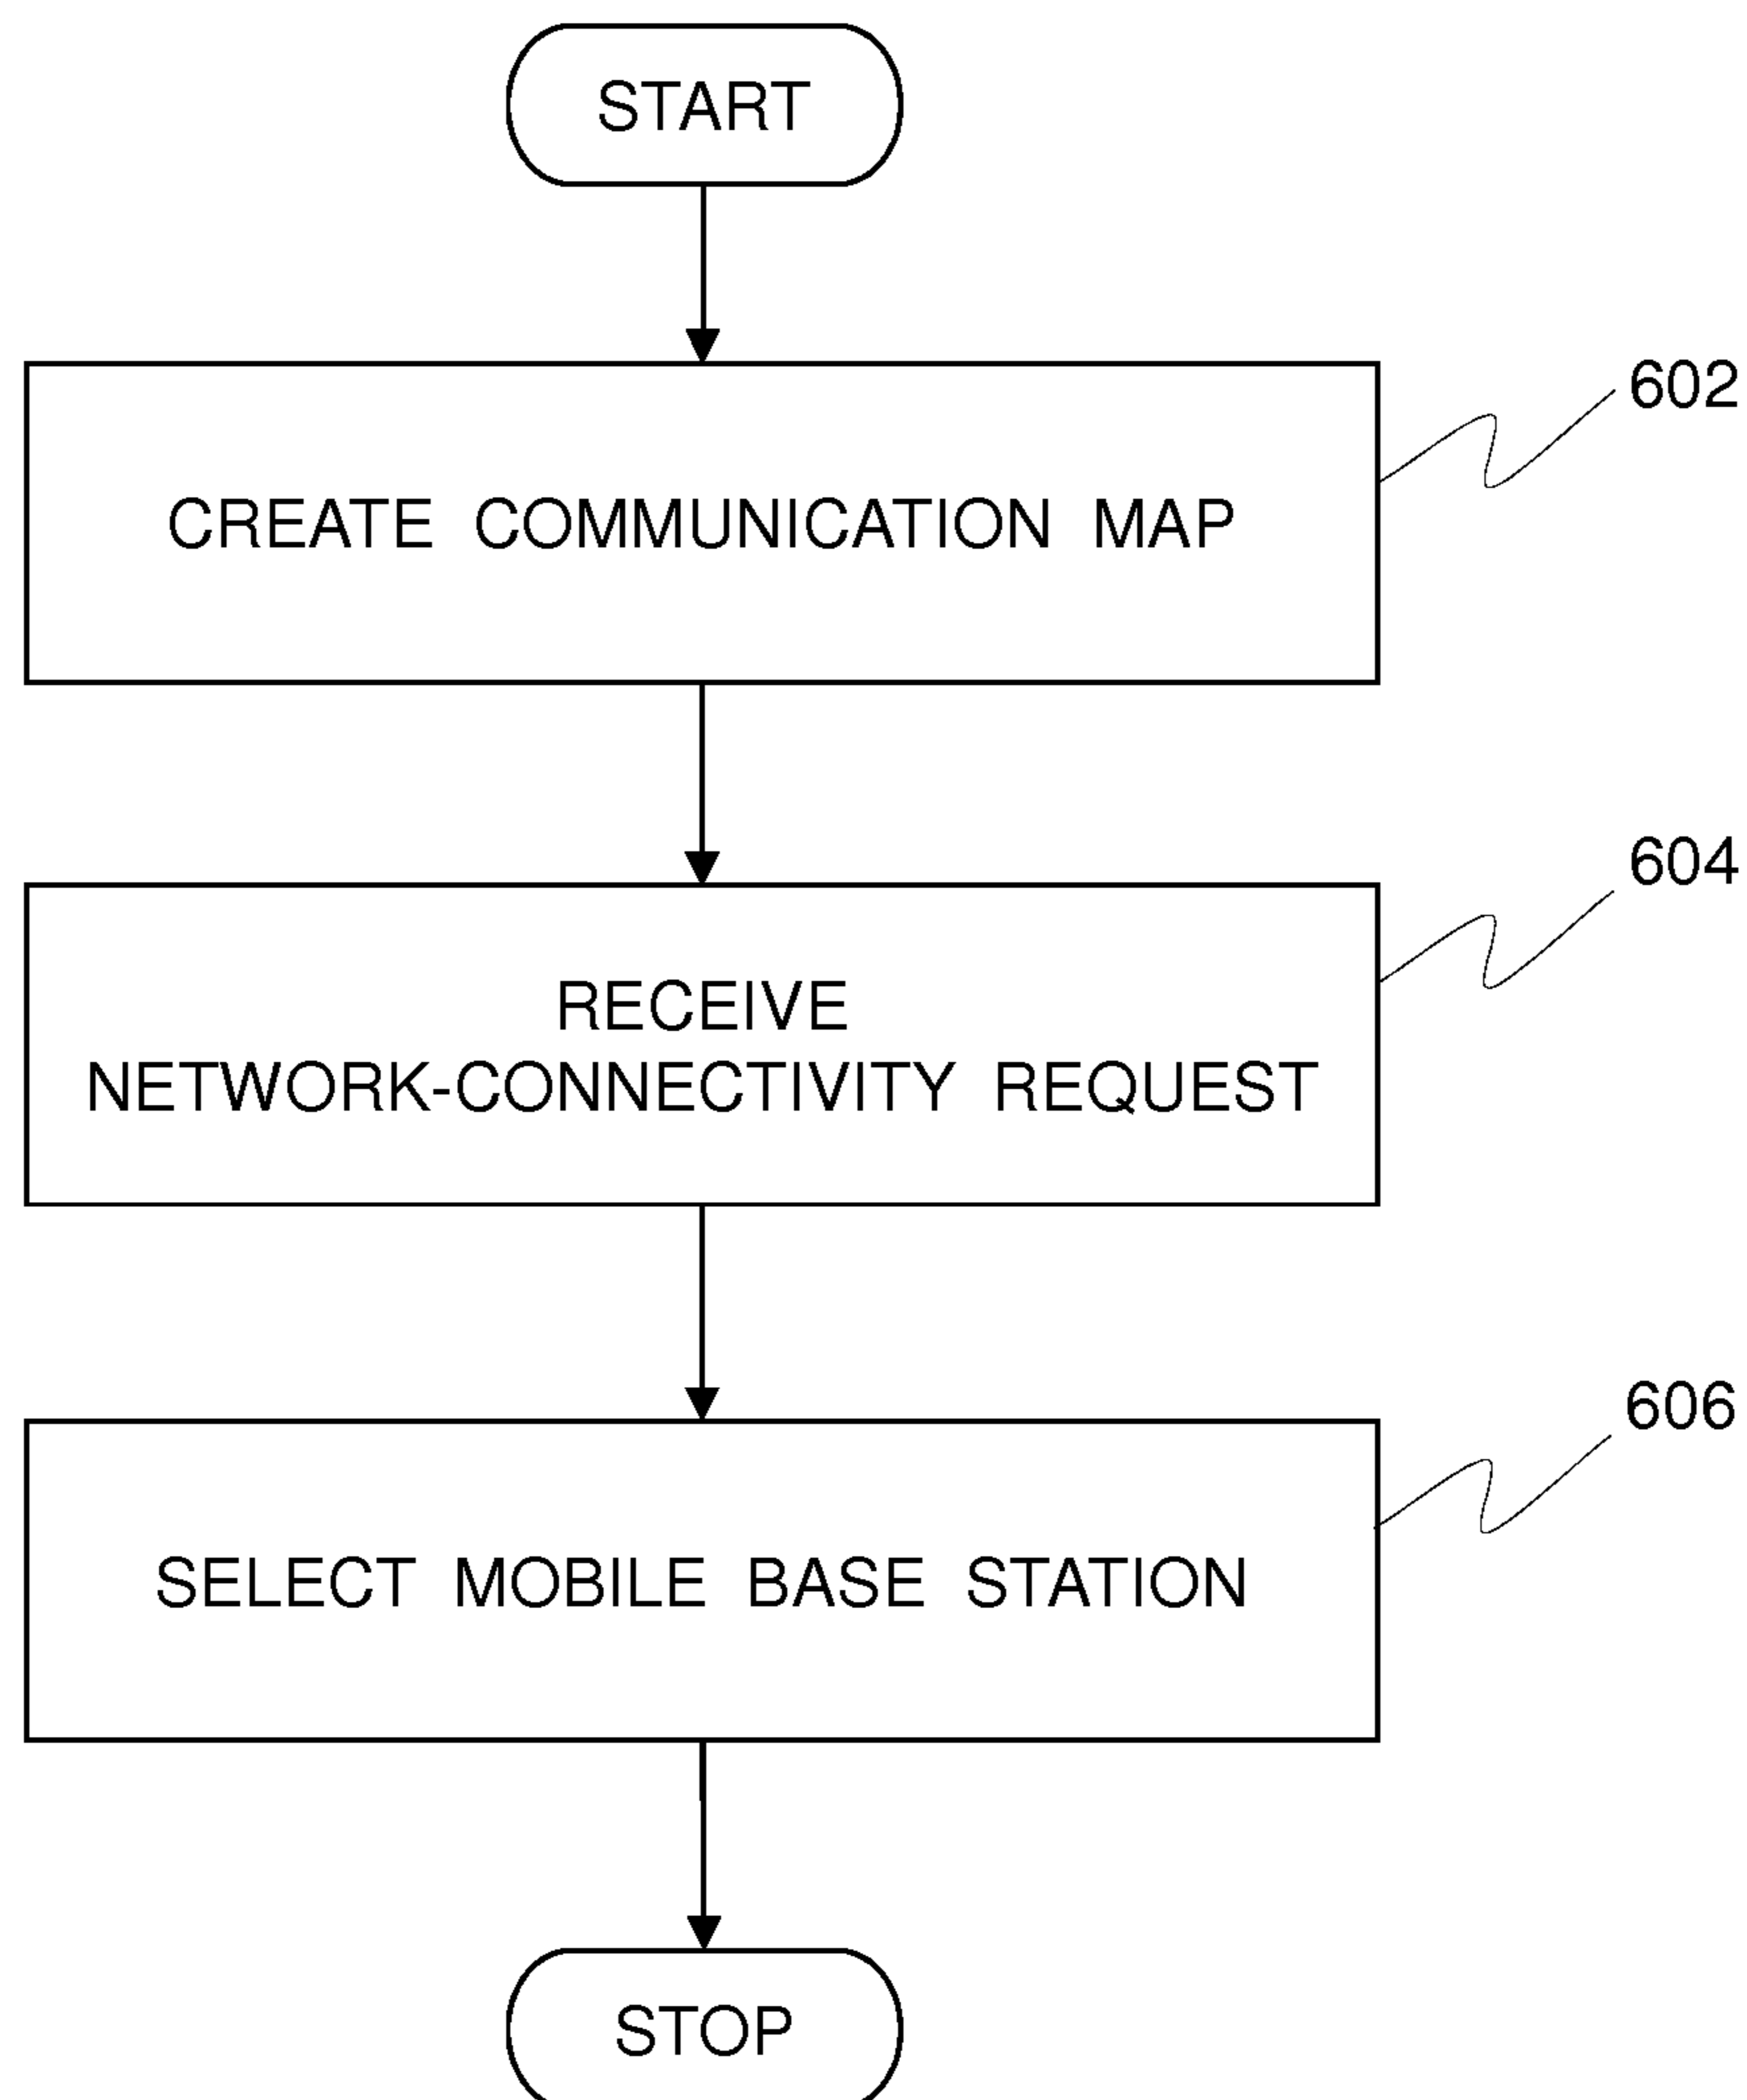 START
602
CREATE COMMUNICATION MAP
604
RECEIVE
NETWORK-CONNECTIVITY REQUEST
606
SELECT MOBILE BASE STATION
STOP